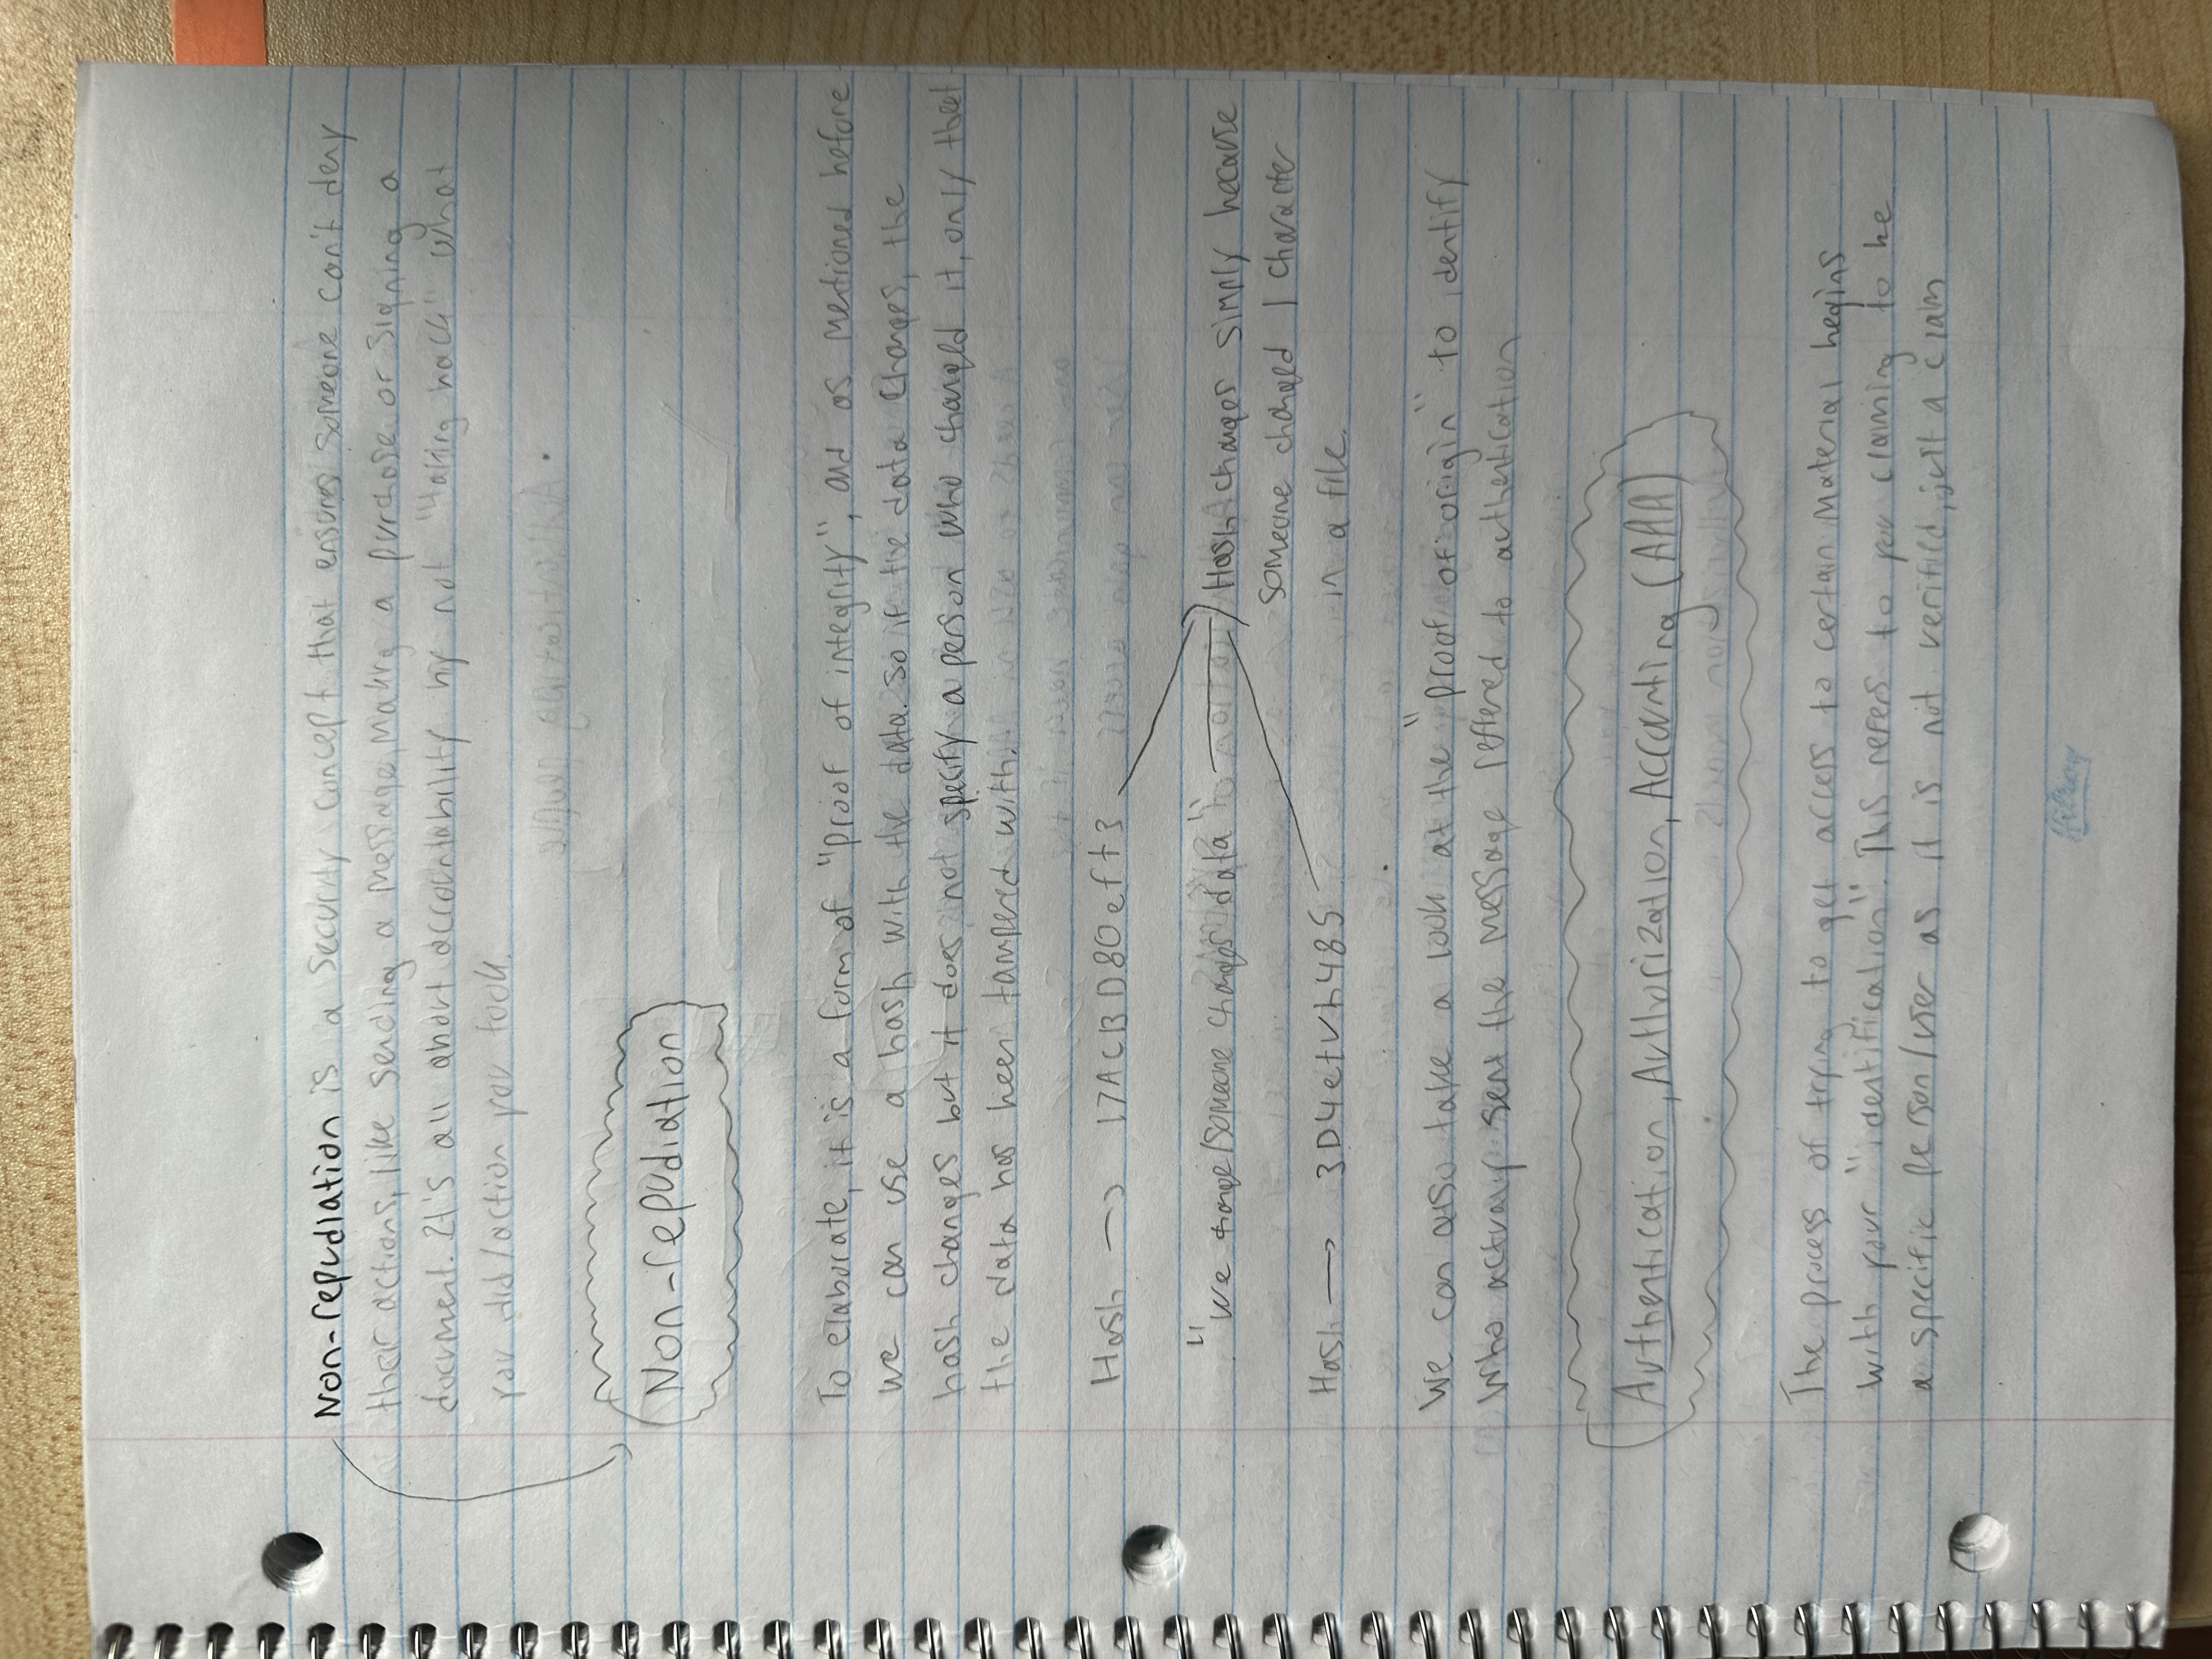 Non-repudiation is a security concept that ensures someone can't deny
their actions, like sending a message, making a purchase or signing a
document. It's all about accountability by not "taking back" what
you did/action you took.
Non-repudiation
To elaborate, it is a form of "proof of integrity", and as mentioned before
we can use a hash with the data. so if the data changes, the
hash changes but it does not specify a person who changed it, only that
the data has been tampered with.
Hash → 17ACBD80eft3
"We change/someone changes data"
Hash changes simply because
someone changed 1 character
in a file.
Hash → 3D4etvh485
We can also take a look at the "proof of origin" to identify
who actually sent the message reffered to authentication
Authentication, Authorization, Accounting (AAA)
The process of trying to get access to certain material begins
with your "identification". This refers to you claiming to be
a specific person/user as it is not verified, just a claim
Hilroy